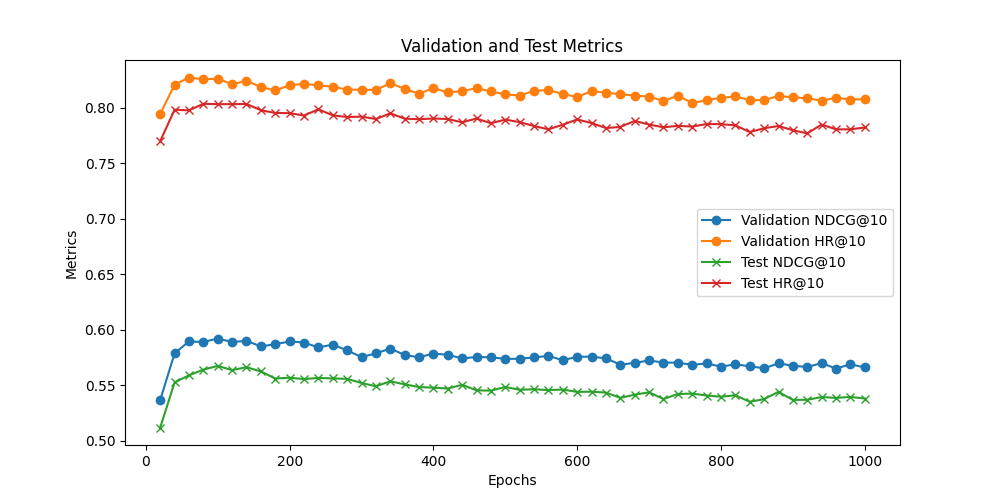 Validation and Test Metrics
Metrics
0.80
0.75
0.70
0.65
0.60
0.55
0.50
Validation NDCG@10
Validation HR@10
Test NDCG@10
Test HR@10
0 200 400 600 800 1000
Epochs